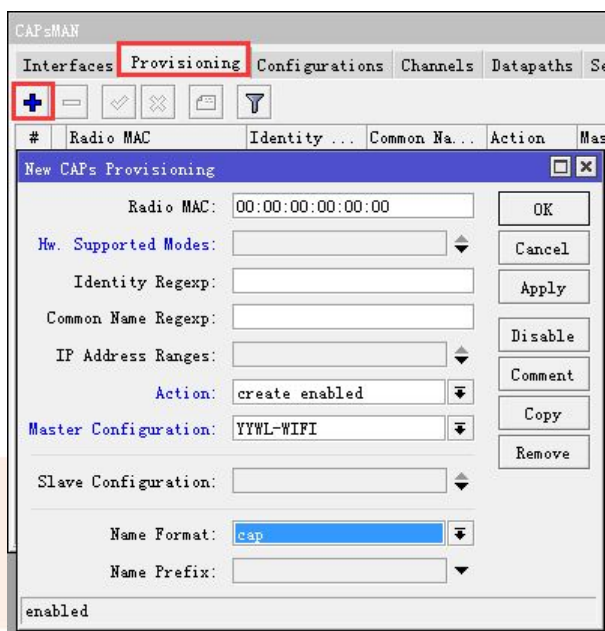 CAPsMAN
Interfaces Provisioning Configurations Channels Datapaths
# Radio MAC Identity ... Common Na... Action
New CAPs Provisioning
Radio MAC: 00:00:00:00:00:00 OK
Hw. Supported Modes: Cancel
Identity Regexp: Apply
Common Name Regexp:
IP Address Ranges: Disable
Action: create enabled Comment
Master Configuration: YYWL-WIFI Copy
Remove
Slave Configuration:
Name Format: cap
Name Prefix:
enabled